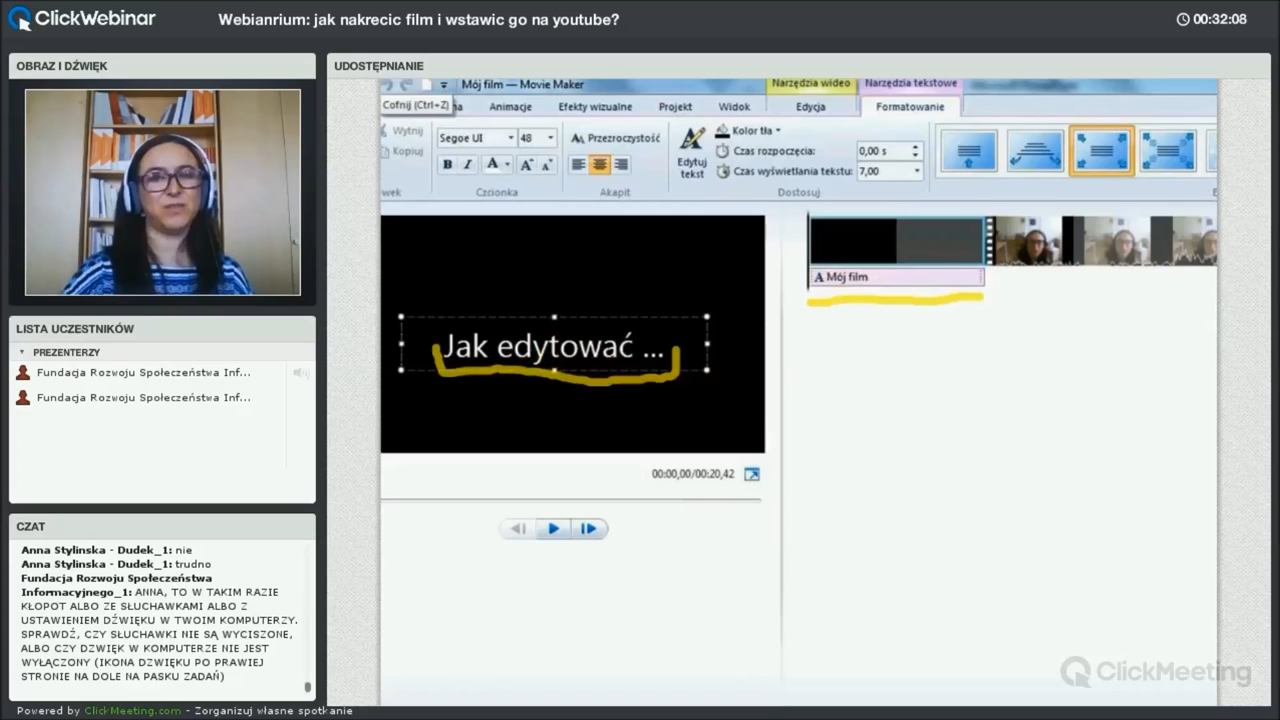 ClickWebinar
Webianrium: jak nakrecic film i wstawic go na youtube?
00:32:08
OBRAZ I DŹWIĘK
LISTA UCZESTNIKÓW
PREZENTERZY
Fundacja Rozwoju Społeczeństwa Inf...
Fundacja Rozwoju Społeczeństwa Inf...
CZAT
Anna Stylinska - Dudek_1: nie
Anna Stylinska - Dudek_1: trudno
Fundacja Rozwoju Społeczeństwa
Informacyjnego_1: ANNA, TO W TAKIM RAZIE
KŁOPOT ALBO ZE SŁUCHAWKAMI ALBO Z
USTAWIENIEM DŹWIĘKU W TWOIM KOMPUTERZY.
SPRAWDŹ, CZY SŁUCHAWKI NIE SĄ WYCISZONE,
ALBO CZY DZWIĘK W KOMPUTERZE NIE JEST
WYŁĄCZONY (IKONA DZWIĘKU PO PRAWIEJ
STRONIE NA DOLE NA PASKU ZADAŃ)
Powered by ClickMeeting.com - Zorganizuj własne spotkanie
UDOSTĘPNIANIE
Mój film — Movie Maker
Narzędzia wideo
Narzędzia tekstowe
Cofnij (Ctrl+Z)
na
Animacje
Efekty wizualne
Projekt
Widok
Edycja
Formatowanie
Wytnij
Kopiuj
wek
Segoe UI
48
B I A A A
Czcionka
Przezroczystość
Akapit
Edytuj
tekst
Kolor tła
Czas rozpoczęcia:
0,00 s
Czas wyświetlania tekstu:
7,00
Dostosuj
E
Jak edytować ...
A Mój film
00:00,00/00:20,42
ClickMeeting